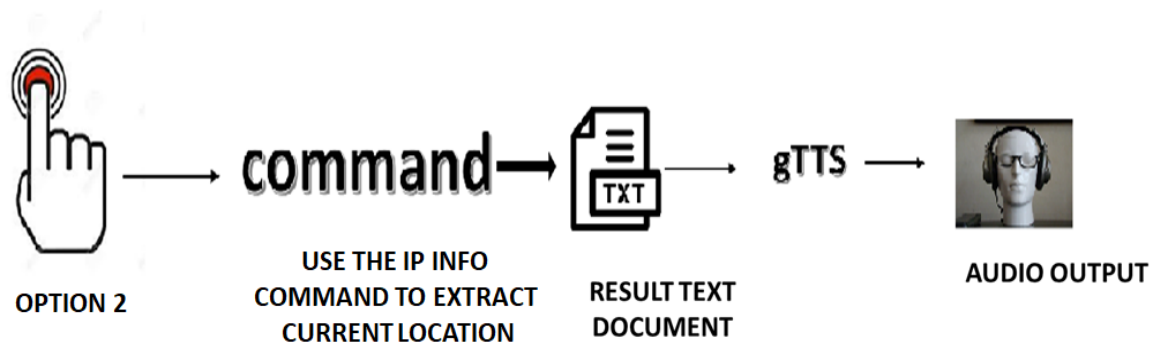 command
TXT
gTTS
OPTION 2
USE THE IP INFO
COMMAND TO EXTRACT
CURRENT LOCATION
RESULT TEXT
DOCUMENT
AUDIO OUTPUT